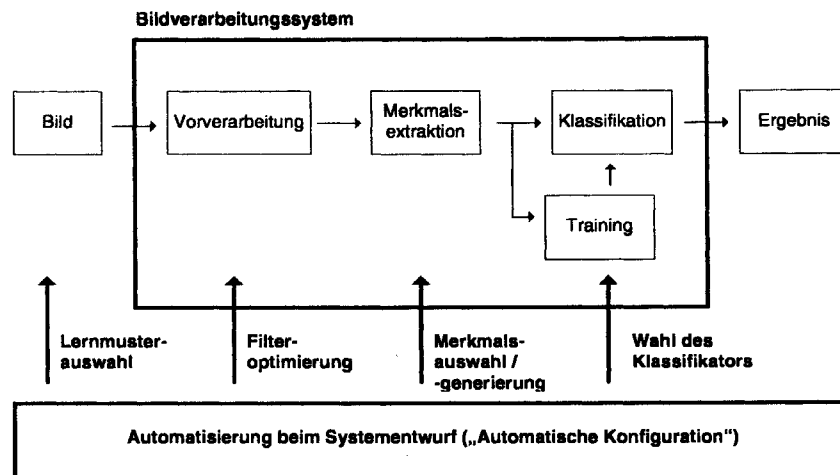 Bildverarbeitungssystem
Bild
Vorverarbeitung
Merkmals-
extraktion
Klassifikation
Ergebnis
Training
Lernmuster-
auswahl
Filter-
optimierung
Merkmals-
auswahl /
-generierung
Wahl des
Klassifikators
Automatisierung beim Systementwurf („Automatische Konfiguration“)